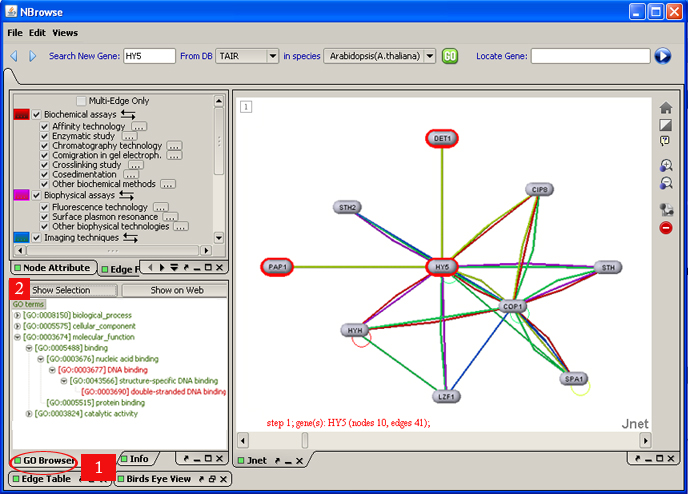 NBrowse
File Edit Views
Search New Gene: HY5 From DB TAIR in species Arabidopsis(A.thaliana) GO Locate Gene:
Multi-Edge Only
Biochemical assays
Affinity technology ...
Enzymatic study ...
Chromatography technology ...
Comigration in gel electroph. ...
Crosslinking study ...
Cosedimentation ...
Other biochemical methods ...
Biophysical assays
Fluorescence technology ...
Surface plasmon resonance ...
Other biophysical technologies ...
Imaging techniques
Node Attribute Edge F
2
Show Selection Show on Web
GO terms
[GO:0008150] biological_process
[GO:0005575] cellular_component
[GO:0003674] molecular_function
[GO:0005488] binding
[GO:0003676] nucleic acid binding
[GO:0003677] DNA binding
[GO:0043566] structure-specific DNA binding
[GO:0003690] double-stranded DNA binding
[GO:0005515] protein binding
[GO:0003824] catalytic activity
GO Browser 1 Info
Edge Table Birds Eye View
1
DET1
CIP8
STH2
PAP1
HY5
STH
COP1
HYH
SPA1
LZF1
step 1; gene(s): HY5 (nodes 10, edges 41);
Jnet
Jnet